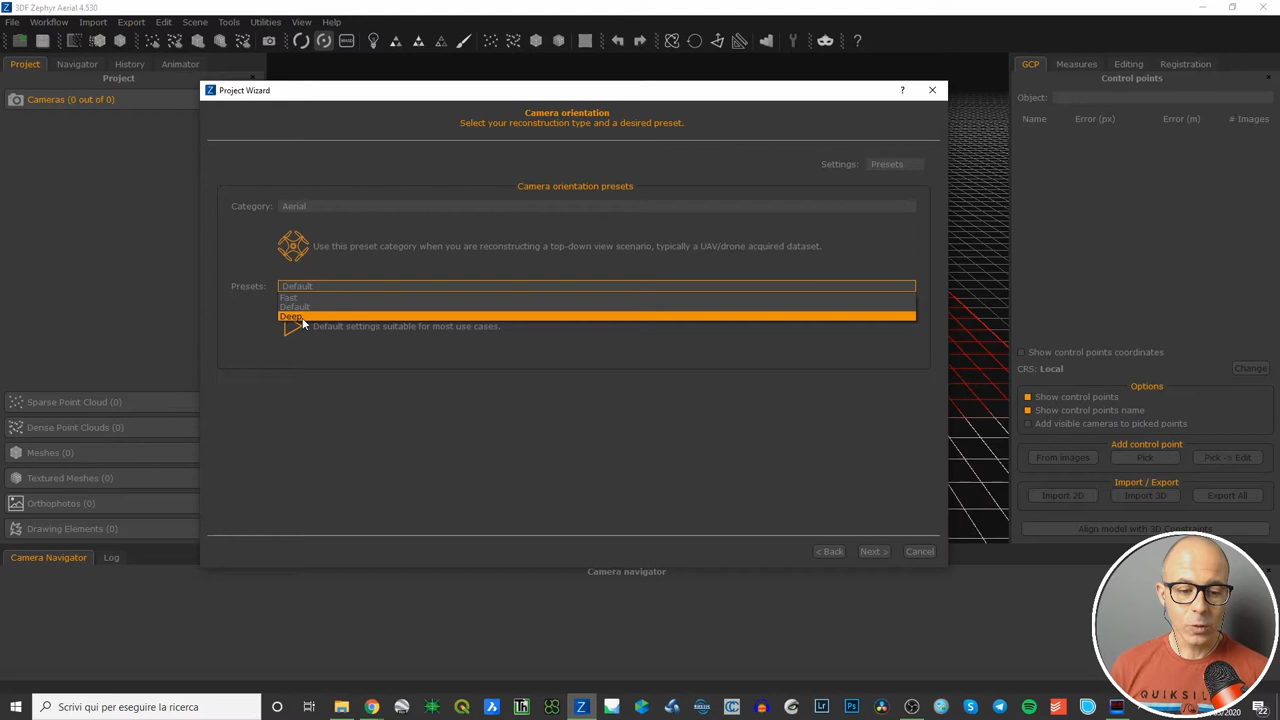 3DF Zephyr Aerial 4.530
File Workflow Import Export Edit Scene Tools Utilities View Help
Project Navigator History Animator
Project
Cameras (0 out of 0)
Sparse Point Cloud (0)
Dense Point Clouds (0)
Meshes (0)
Textured Meshes (0)
Orthophotos (0)
Drawing Elements (0)
Camera Navigator Log
Camera navigator
Project Wizard
Camera orientation
Select your reconstruction type and a desired preset.
Settings: Presets
Camera orientation presets
Category: Aerial
Use this preset category when you are reconstructing a top-down view scenario, typically a UAV/drone acquired dataset.
Presets: Default
Fast
Default
Deep
Default settings suitable for most use cases.
< Back Next > Cancel
GCP Measures Editing Registration
Control points
Object:
Name Error (px) Error (m) # Images
Show control points coordinates
CRS: Local Change
Options
Show control points
Show control points name
Add visible cameras to picked points
Add control point
From images Pick Pick -> Edit
Import / Export
Import 2D Import 3D Export All
Align model with 3D Constraints
QUIKSIL
Scrivi qui per eseguire la ricerca
Lr Ps
/2020 22